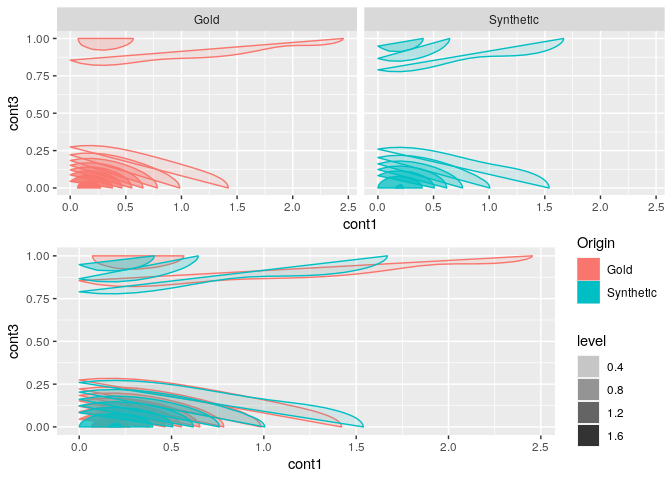 Gold Synthetic
1.00
0.75
0.50
0.25
0.00
cont3
0.0 0.5 1.0 1.5 2.0 2.5 0.0 0.5 1.0 1.5 2.0 2.5
cont1
1.00
0.75
0.50
0.25
0.00
cont3
0.0 0.5 1.0 1.5 2.0 2.5
cont1
Origin
Gold
Synthetic
level
0.4
0.8
1.2
1.6